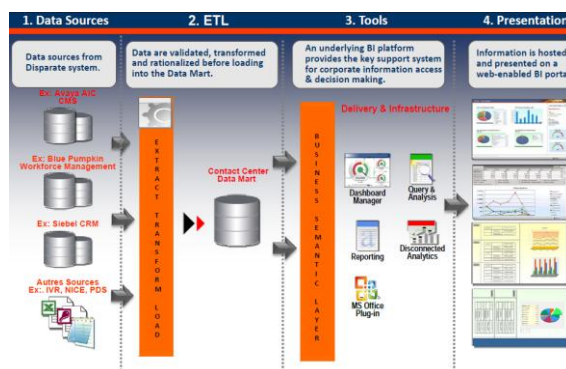 1. Data Sources
2. ETL
3. Tools
4. Presentation
Data sources from
Disparate system.
Data are validated, transformed
and rationalized before loading
into the Data Mart.
An underlying BI platform
provides the key support system
for corporate information access
& decision making.
Information is hosted
and presented on a
web-enabled BI porta
Ex: Avaya AIC
CMS
Ex: Blue Pumpkin
Workforce Management
Ex: Siebel CRM
Autres Sources
Ex:. IVR, NICE, PDS
EXTRACT TRANSFORM LOAD
Contact Center
Data Mart
BUSINESS SEMANTIC LAYER
Delivery & Infrastructure
Dashboard
Manager
Query &
Analysis
Reporting
Disconnected
Analytics
MS Office
Plug-in